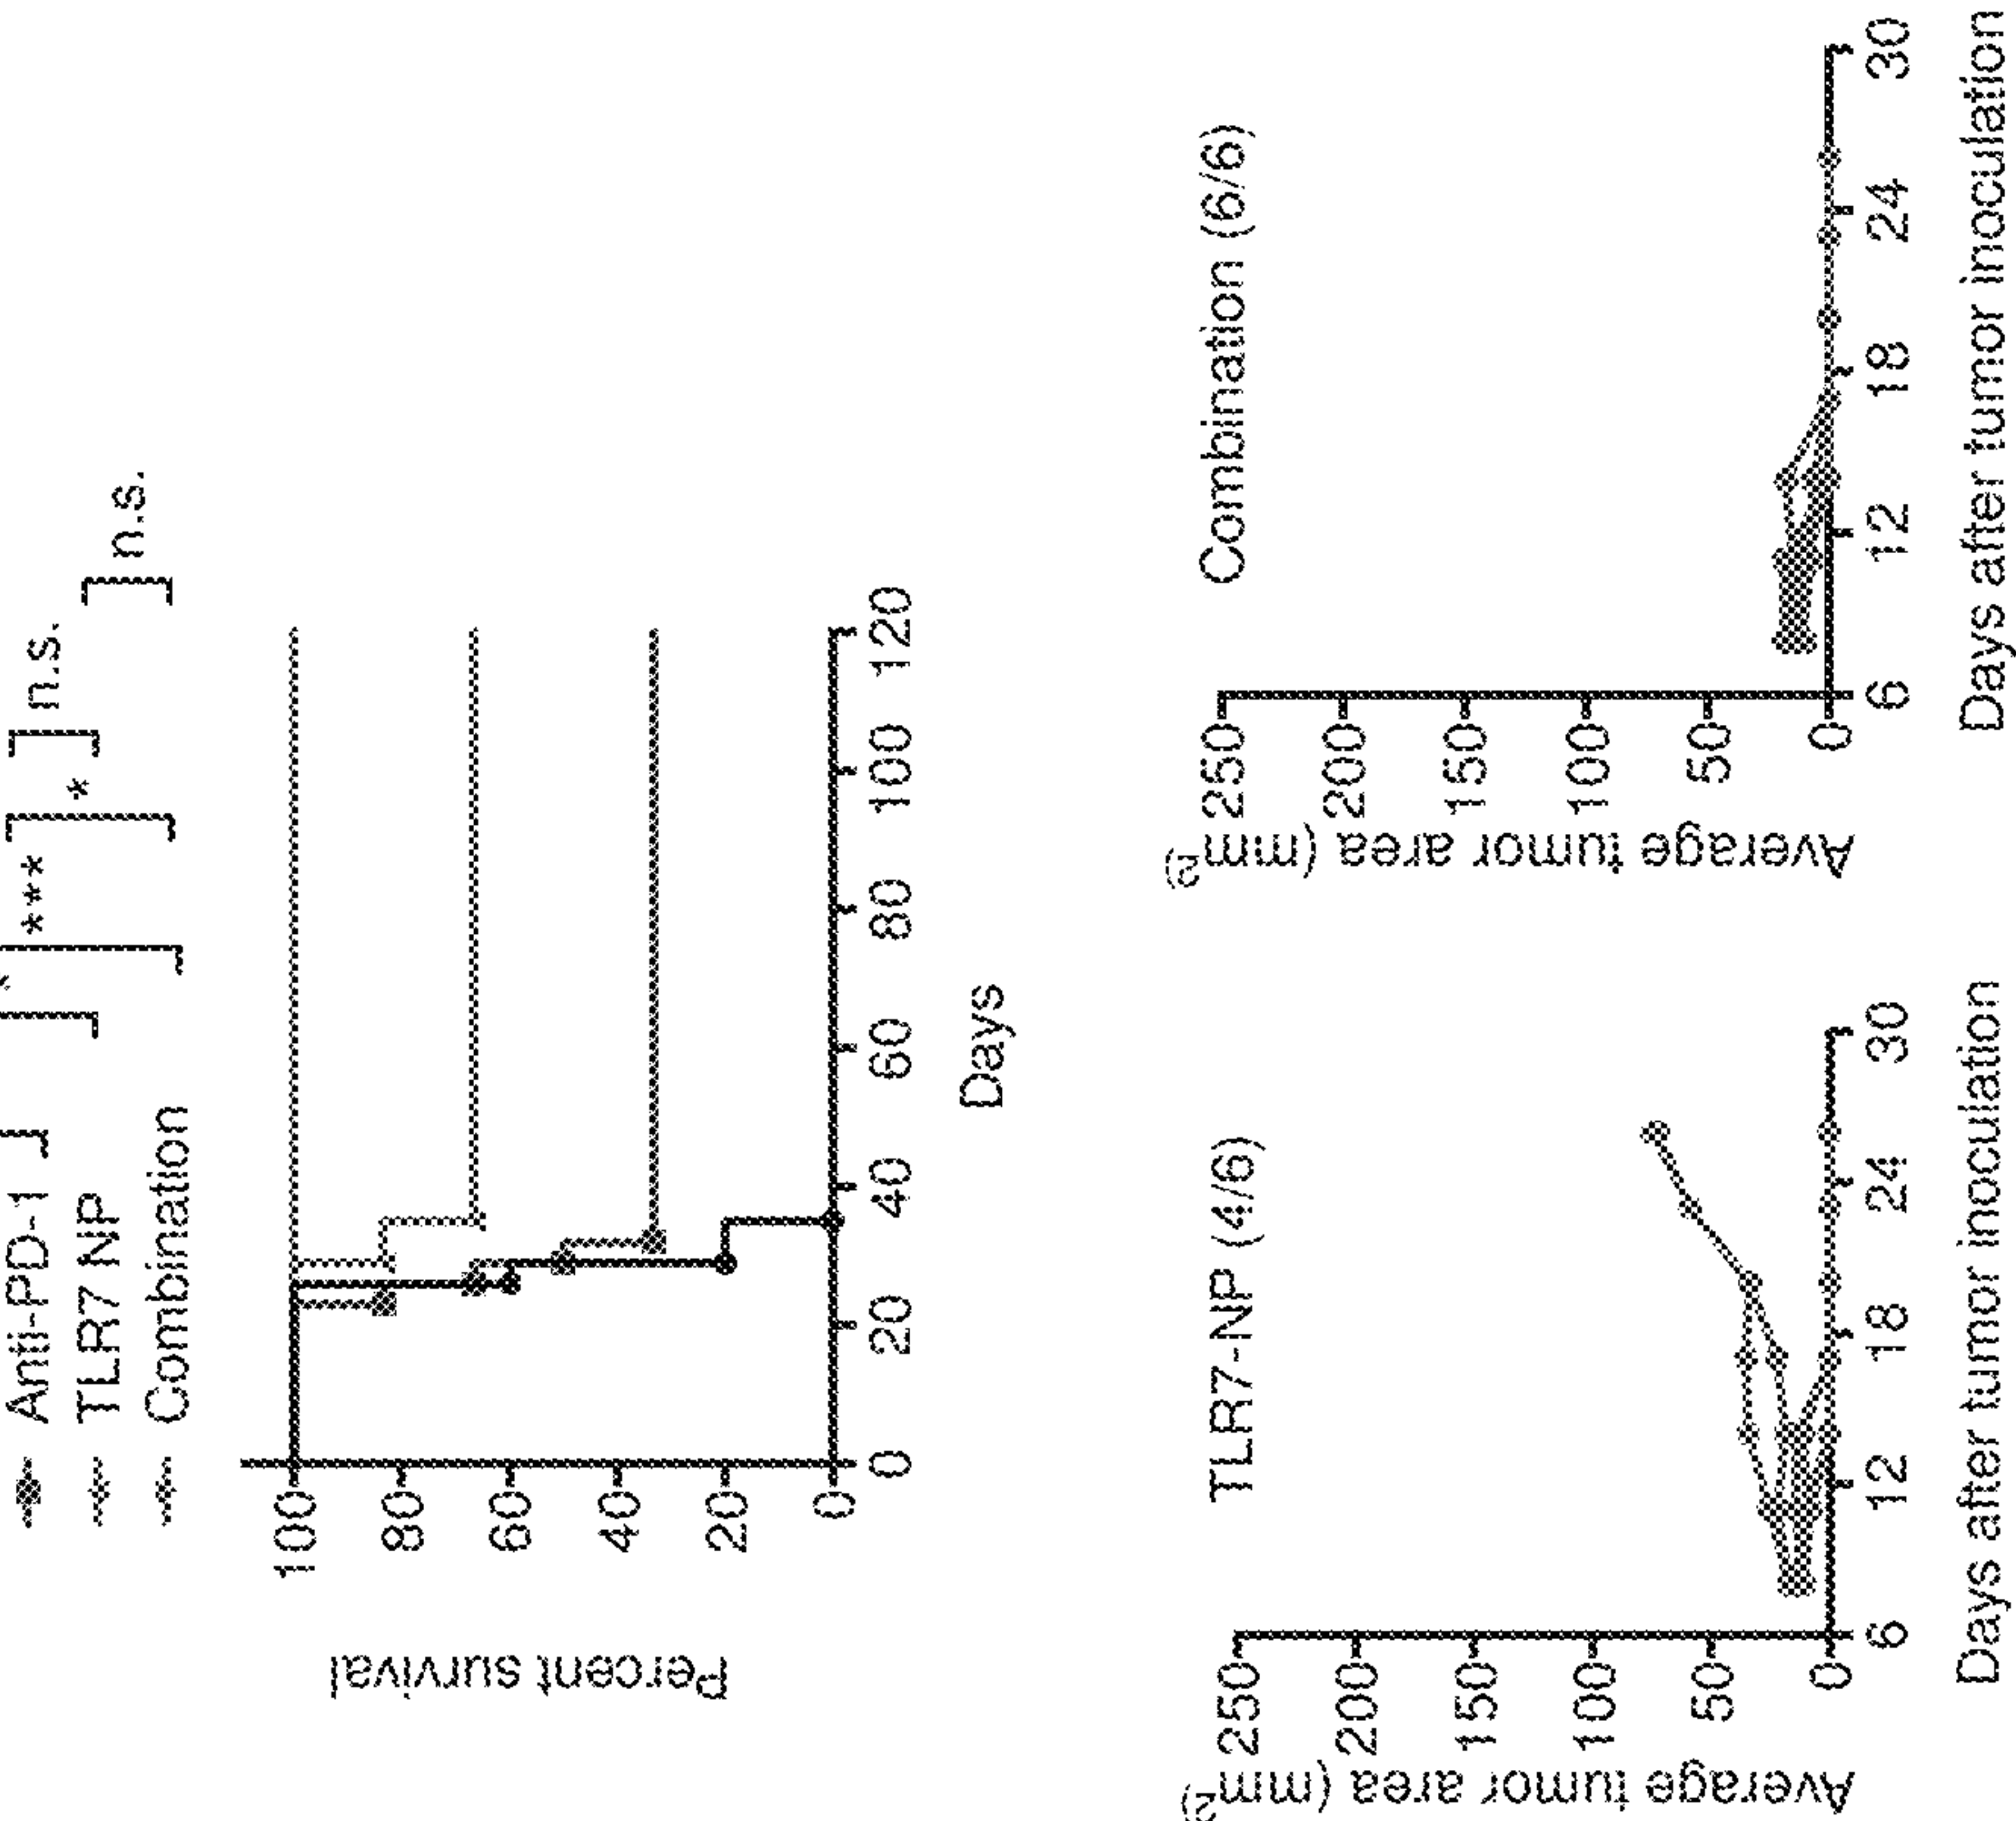 Anti-PD-1
TLR7 NP
Combination
***
*
n.s.
n.s.
Percent survival
100
80
60
40
20
0
0
20
40
60
80
100
120
Days
TLR7-NP (4/6)
Average tumor area (mm²)
250
200
150
100
50
0
6
12
18
24
30
Days after tumor inoculation
Combination (6/6)
Average tumor area (mm²)
250
200
150
100
50
0
6
12
18
24
30
Days after tumor inoculation